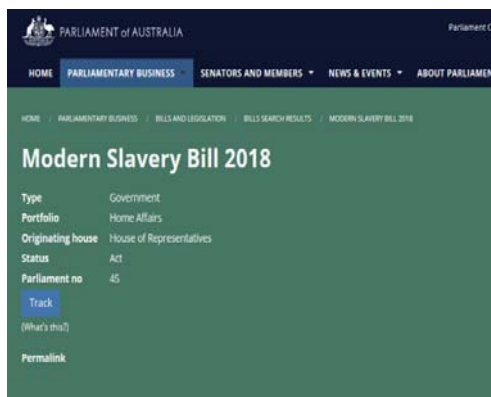 PARLIAMENT of AUSTRALIA
Parliament
HOME PARLIAMENTARY BUSINESS SENATORS AND MEMBERS NEWS & EVENTS ABOUT PARLIAMEN
HOME / PARLIAMENTARY BUSINESS / BILLS AND LEGISLATION / BILLS SEARCH RESULTS / MODERN SLAVERY BILL 2018
Modern Slavery Bill 2018
Type Government
Portfolio Home Affairs
Originating house House of Representatives
Status Act
Parliament no 45
Track
(What's this?)
Permalink